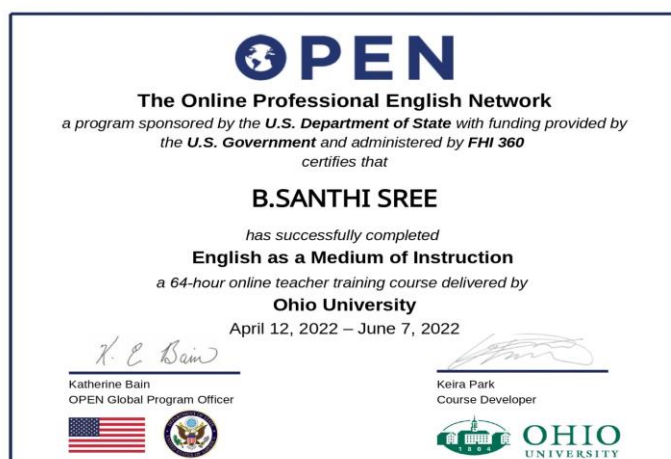 OPEN
The Online Professional English Network
a program sponsored by the U.S. Department of State with funding provided by
the U.S. Government and administered by FHI 360
certifies that
B.SANTHI SREE
has successfully completed
English as a Medium of Instruction
a 64-hour online teacher training course delivered by
Ohio University
April 12, 2022 – June 7, 2022
K. E Bain
Katherine Bain
OPEN Global Program Officer
Keira Park
Course Developer
1804
OHIO
UNIVERSITY